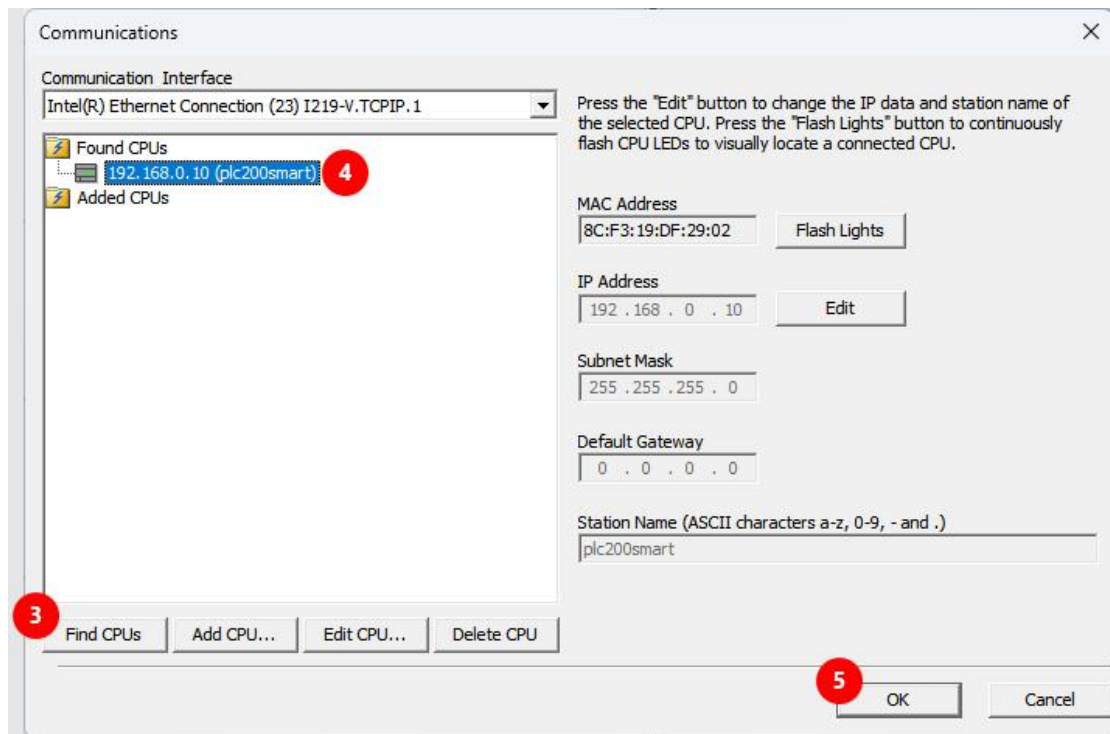 Communications
Communication Interface
Intel(R) Ethernet Connection (23) I219-V.TCPIP.1
Found CPUs
192.168.0.10 (plc200smart)
4
Added CPUs
3
Find CPUs
Add CPU...
Edit CPU...
Delete CPU
Press the "Edit" button to change the IP data and station name of
the selected CPU. Press the "Flash Lights" button to continuously
flash CPU LEDs to visually locate a connected CPU.
MAC Address
8C:F3:19:DF:29:02
Flash Lights
IP Address
192 . 168 . 0 . 10
Edit
Subnet Mask
255 . 255 . 255 . 0
Default Gateway
0 . 0 . 0 . 0
Station Name (ASCII characters a-z, 0-9, - and .)
plc200smart
5
OK
Cancel